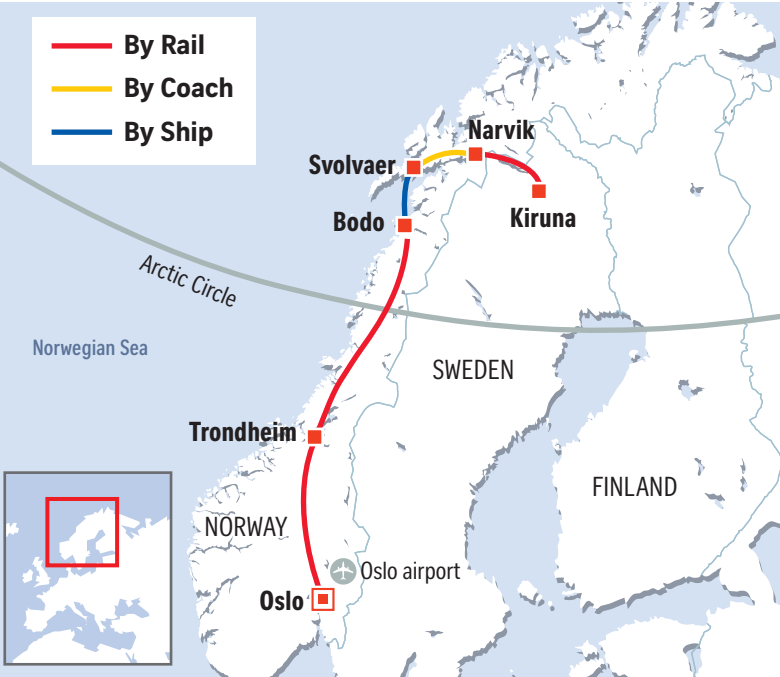 By Rail
By Coach
By Ship
Narvik
Svolvaer
Kiruna
Bodo
Arctic Circle
Norwegian Sea
SWEDEN
Trondheim
FINLAND
NORWAY
Oslo airport
Oslo